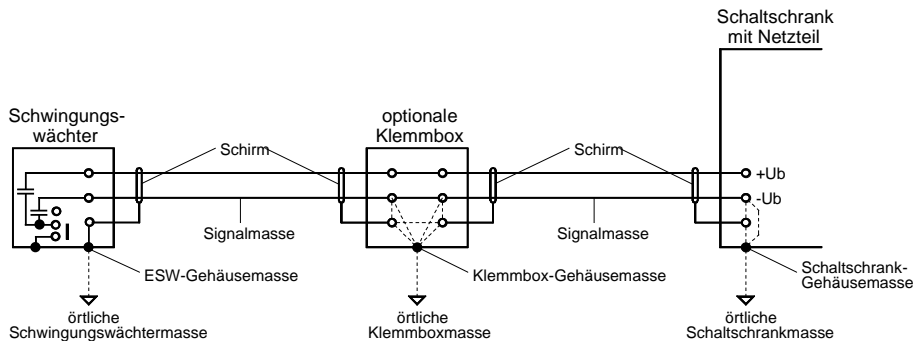 Schaltschrank
mit Netzteil
Schwingungs-
wächter
optionale
Klemmbox
Schirm
Schirm
+Ub
-Ub
Signalmasse
Signalmasse
ESW-Gehäusemasse
Klemmbox-Gehäusemasse
Schaltschrank-
Gehäusemasse
örtliche
Schwingungswächtermasse
örtliche
Klemmboxmasse
örtliche
Schaltschrankmasse